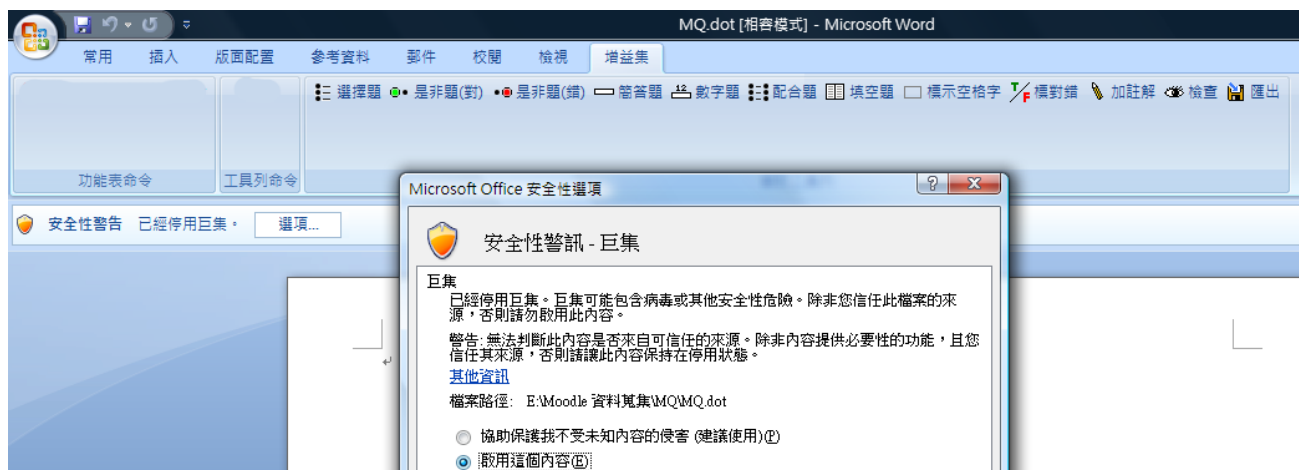 MQ.dot [相容模式] - Microsoft Word
常用 插入 版面配置 參考資料 郵件 校閱 檢視 增益集
選擇題 是非題(對) 是非題(錯) 簡答題 12 數字題 配合題 填空題 標示空格字 T/F 標對錯 加註解 檢查 匯出
功能表命令 工具列命令
Microsoft Office 安全性選項
安全性警告 已經停用巨集。 選項...
安全性警訊 - 巨集
巨集
已經停用巨集。巨集可能包含病毒或其他安全性危險。除非您信任此檔案的來
源，否則請勿啟用此內容。
警告: 無法判斷此內容是否來自可信任的來源。除非內容提供必要性的功能，且您
信任其來源，否則請讓此內容保持在停用狀態。
其他資訊
檔案路徑: E:\Moodle 資料蒐集\MQ\MQ.dot
協助保護我不受未知內容的侵害 (建議使用)(P)
啟用這個內容(E)